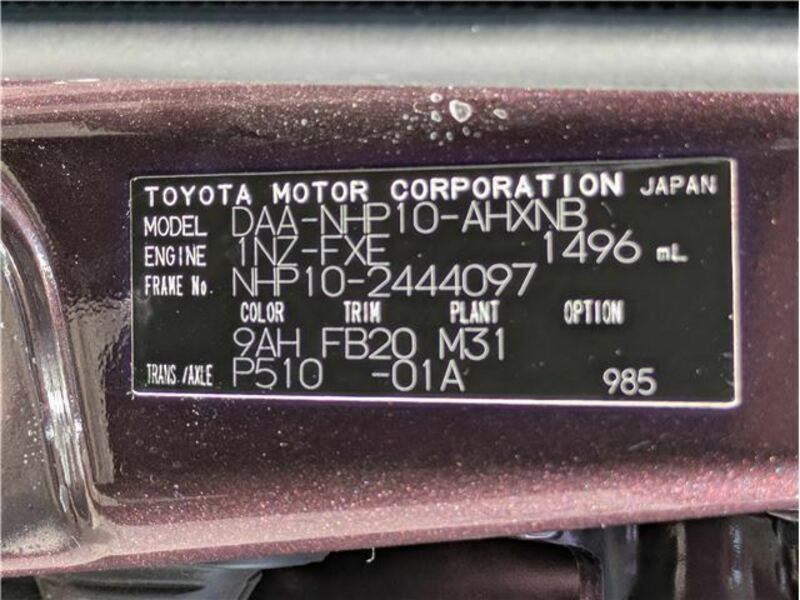 TOYOTA MOTOR CORPORATION JAPAN
MODEL DAA-NHP10-AHXNB
ENGINE 1NZ-FXE 1496 mL
FRAME No. NHP10-2444097
COLOR TRIM PLANT OPTION
9AH FB20 M31
TRANS./AXLE P510 -01A 985